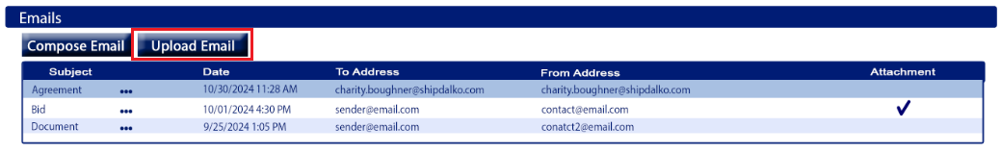 Emails
Compose Email Upload Email
Subject Date To Address From Address Attachment
Agreement ••• 10/30/2024 11:28 AM charity.boughner@shipdalko.com charity.boughner@shipdalko.com
Bid ••• 10/01/2024 4:30 PM sender@email.com contact@email.com ✓
Document ••• 9/25/2024 1:05 PM sender@email.com conatct2@email.com